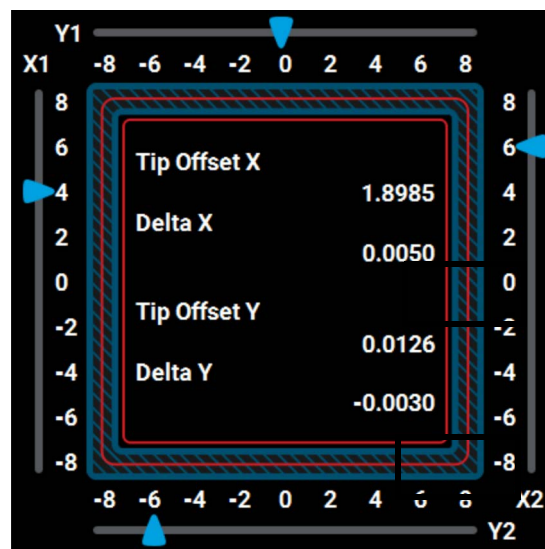 Y1
X1 -8 -6 -4 -2 0 2 4 6 8
8 8
6 6
Tip Offset X
4 1.8985 4
Delta X
2 2
0.0050
0 0
Tip Offset Y
-2 -2
0.0126
-4 Delta Y -4
-0.0030
-6 -6
-8 -8
-8 -6 -4 -2 0 2 4 X2
Y2